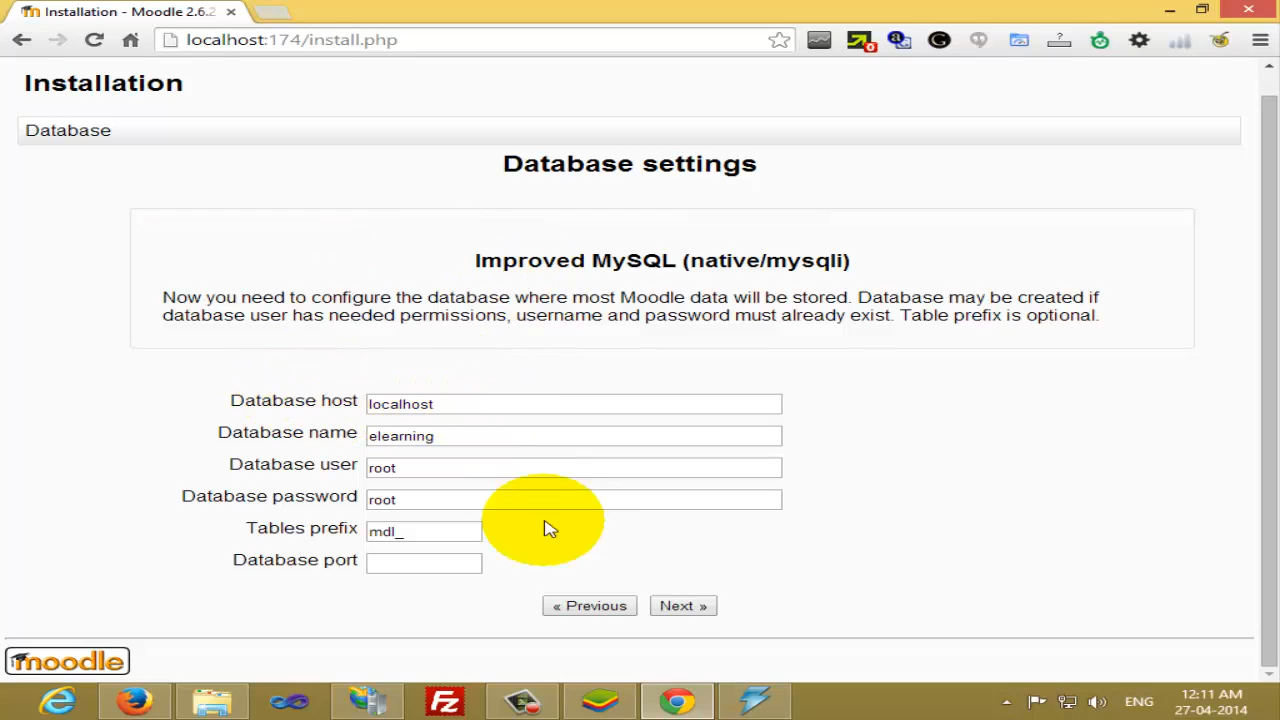 Installation - Moodle 2.6.2
localhost:174/install.php
Installation
Database
Database settings
Improved MySQL (native/mysqli)
Now you need to configure the database where most Moodle data will be stored. Database may be created if
database user has needed permissions, username and password must already exist. Table prefix is optional.
Database host localhost
Database name elearning
Database user root
Database password root
Tables prefix mdl_
Database port
« Previous Next »
moodle
ENG 12:11 AM
27-04-2014